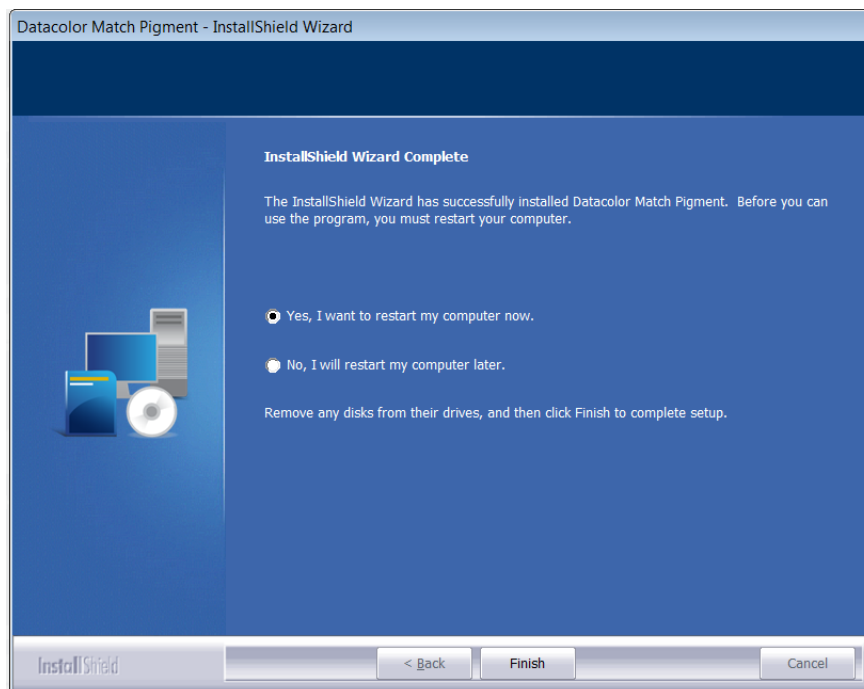 Datacolor Match Pigment - InstallShield Wizard
InstallShield Wizard Complete
The InstallShield Wizard has successfully installed Datacolor Match Pigment. Before you can
use the program, you must restart your computer.
Yes, I want to restart my computer now.
No, I will restart my computer later.
Remove any disks from their drives, and then click Finish to complete setup.
InstallShield
< Back
Finish
Cancel